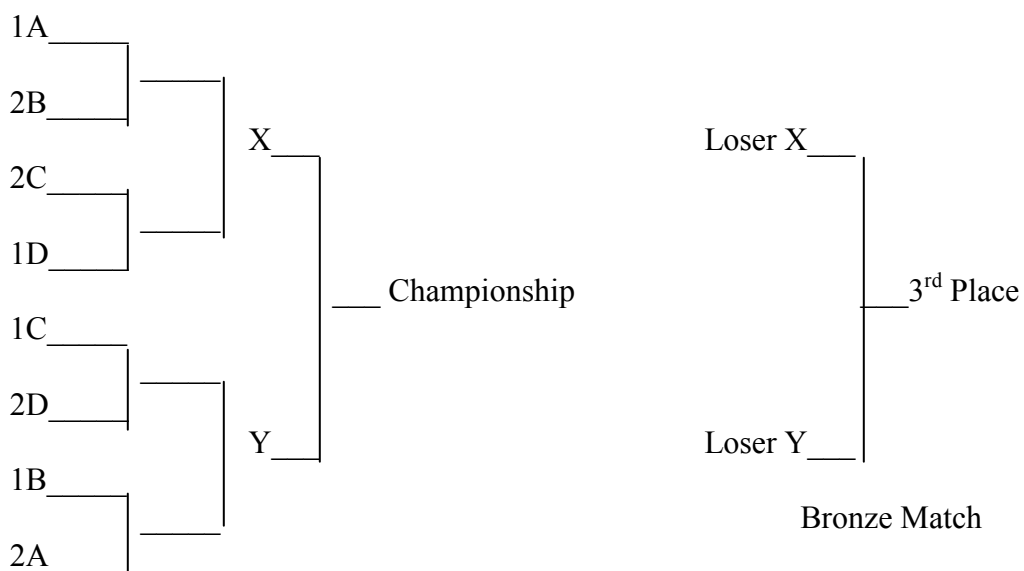 1A
2B
X
Loser X
2C
1D
Championship
3rd Place
1C
2D
Y
Loser Y
1B
Bronze Match
2A